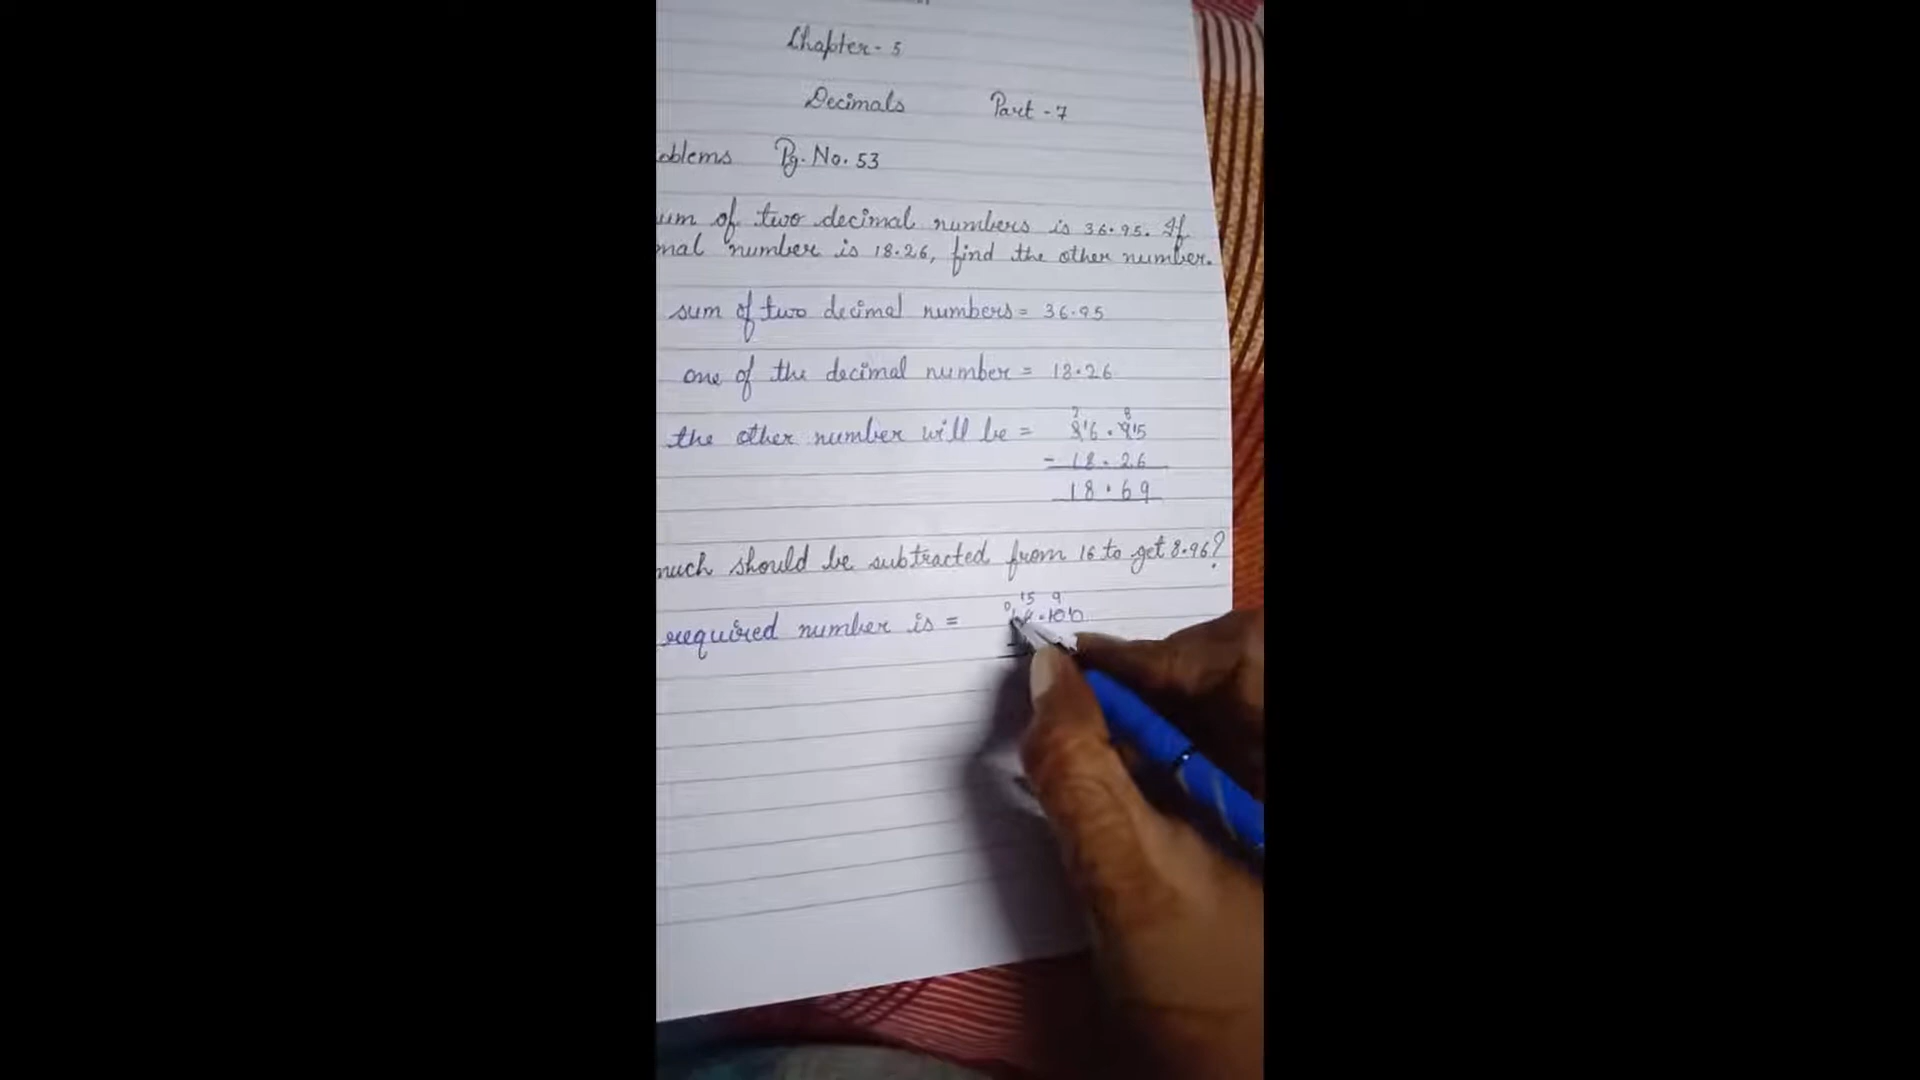 Chapter - 5
Decimals Part - 7
oblems Pg. No. 53
um of two decimal numbers is 36.95. If
mal number is 18.26, find the other number.
sum of two decimal numbers = 36.95
one of the decimal number = 18.26
the other number will be = 36.95
- 18.26
18.69
much should be subtracted from 16 to get 8.96?
required number is =